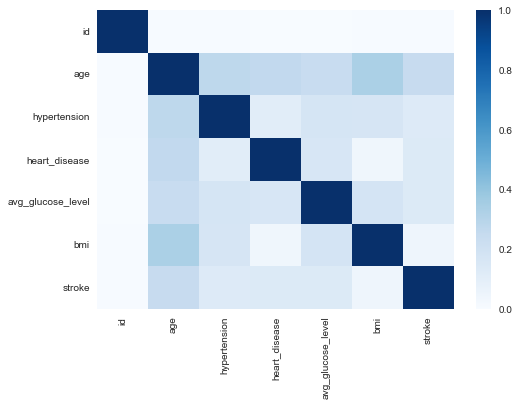 id
age
hypertension
heart_disease
avg_glucose_level
bmi
stroke
id
age
hypertension
heart_disease
avg_glucose_level
bmi
stroke
1.0
0.8
0.6
0.4
0.2
0.0